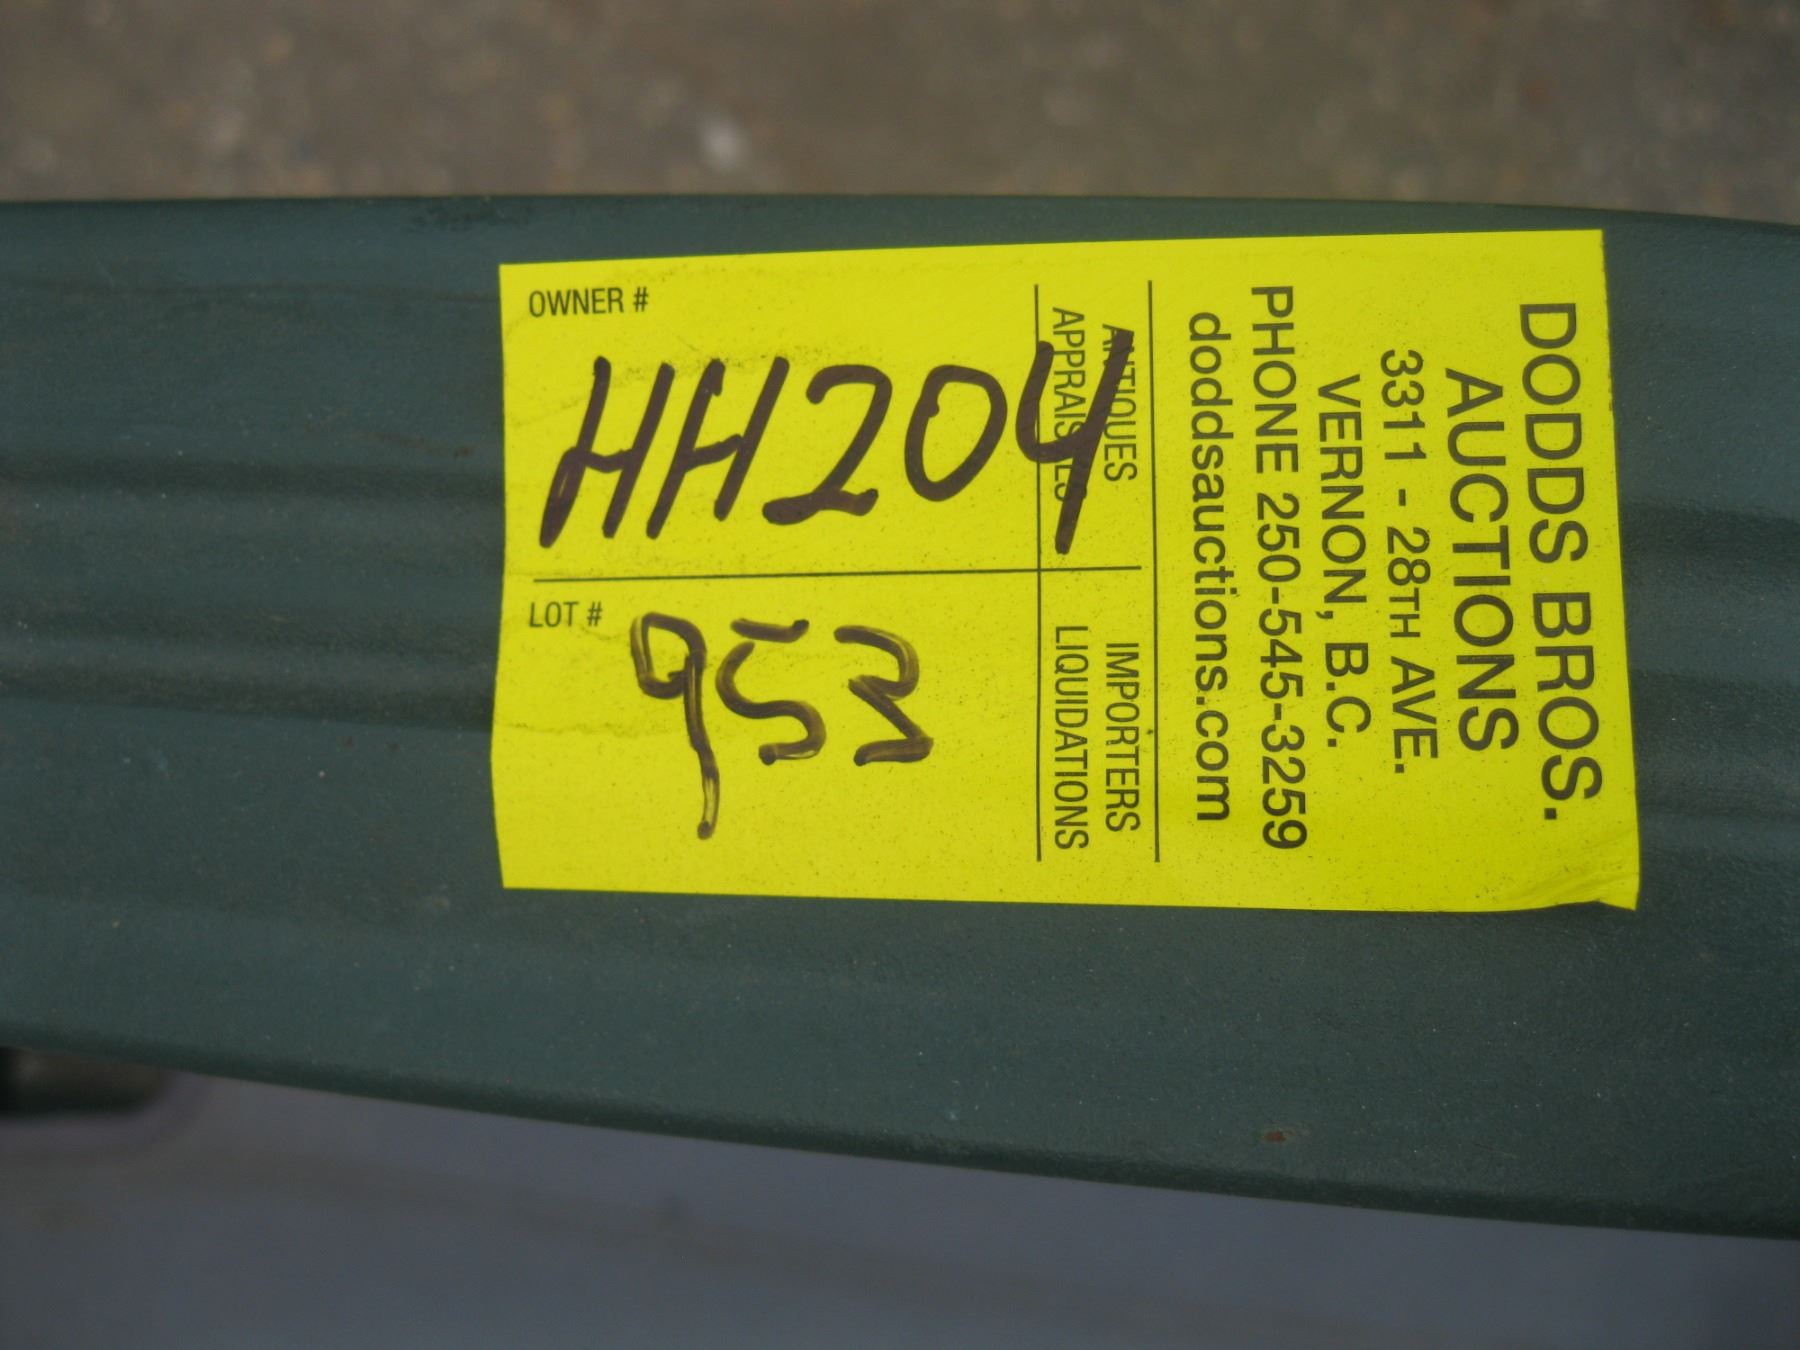 DODDS BROS.
AUCTIONS
3311 - 28TH AVE.
VERNON, B.C.
PHONE 250-545-3259
doddsauctions.com
ANTIQUES IMPORTERS
APPRAISALS LIQUIDATIONS
OWNER #
HH204
LOT #
953